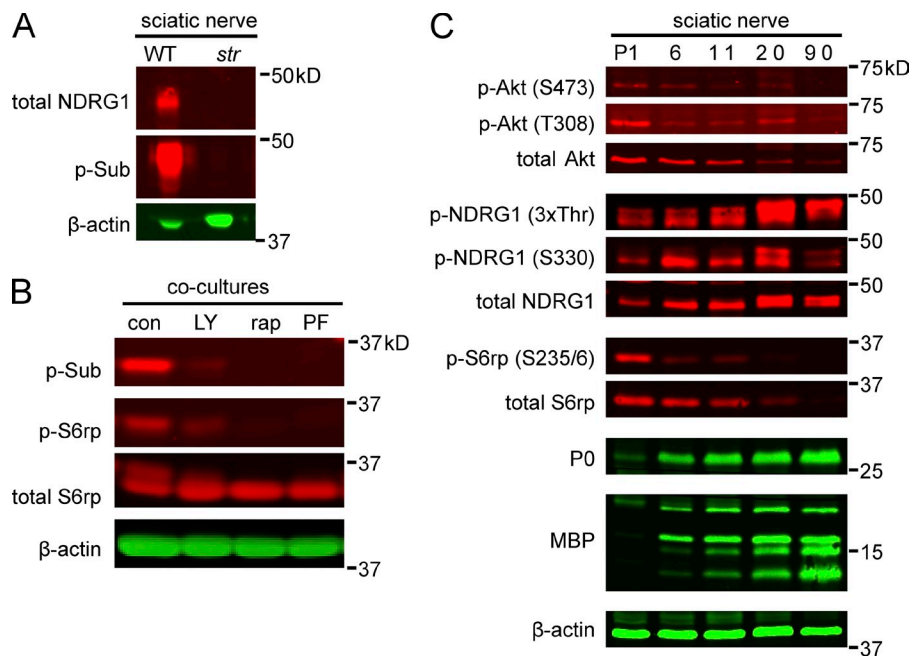 A
sciatic nerve
WT str
50kD
total NDRG1
50
p-Sub
β-actin
37
B
co-cultures
con LY rap PF
37kD
p-Sub
37
p-S6rp
37
total S6rp
β-actin
37
C
sciatic nerve
P1 6 11 20 90
75kD
p-Akt (S473)
75
p-Akt (T308)
75
total Akt
50
p-NDRG1 (3xThr)
50
p-NDRG1 (S330)
50
total NDRG1
37
p-S6rp (S235/6)
37
total S6rp
P0
25
MBP
15
β-actin
37